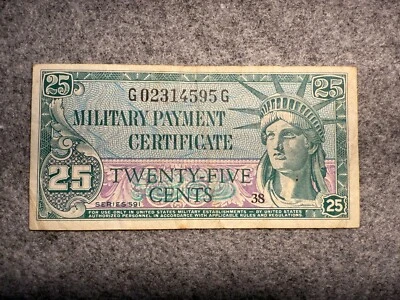 25 25
G02314595G
MILITARY PAYMENT
CERTIFICATE
25 TWENTY-FIVE
CENTS 38
SERIES 591
FOR USE ONLY IN UNITED STATES MILITARY ESTABLISHMENTS - BY UNITED STATES
AUTHORIZED PERSONNEL IN ACCORDANCE WITH APPLICABLE RULES AND REGULATIONS
25